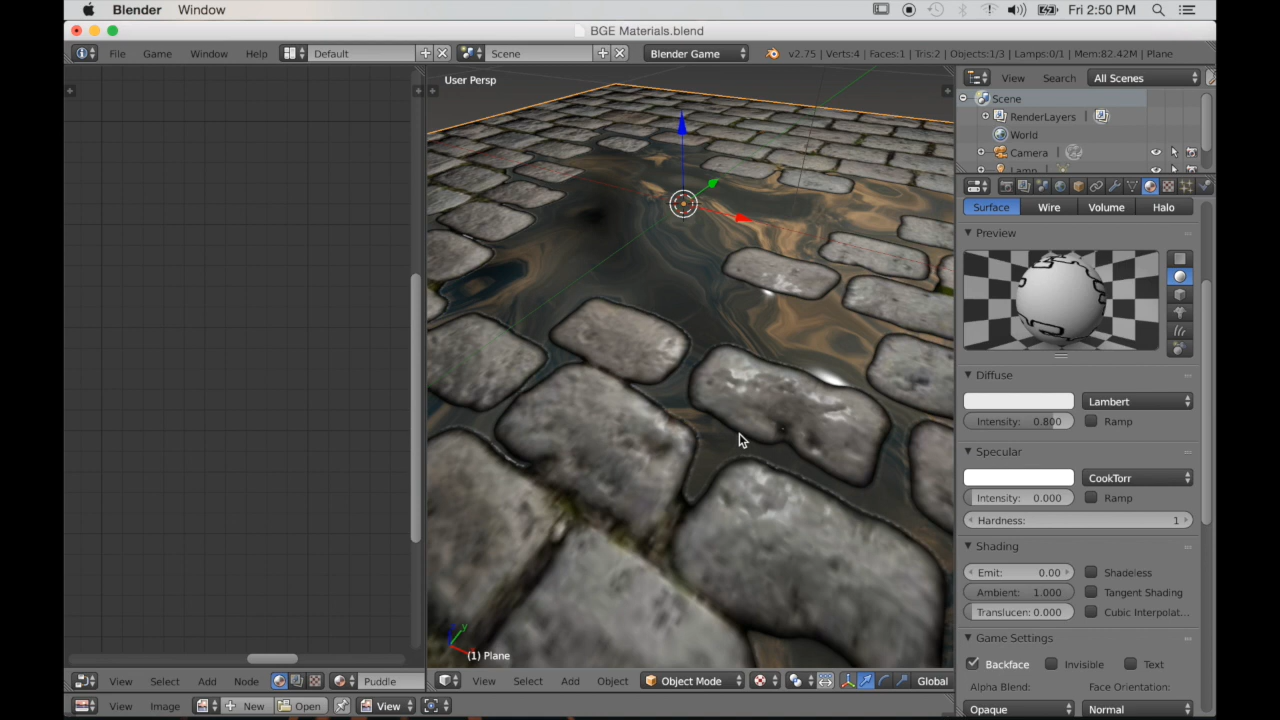 Blender Window Fri 2:50 PM
BGE Materials.blend
File Game Window Help Default Scene Blender Game v2.75 | Verts:4 | Faces:1 | Tris:2 | Objects:1/3 | Lamps:0/1 | Mem:82.42M | Plane
User Persp
View Search All Scenes
Scene
RenderLayers
World
Camera
Lamp
Surface Wire Volume Halo
Preview
Diffuse
Lambert
Intensity: 0.800 Ramp
Specular
CookTorr
Intensity: 0.000 Ramp
Hardness: 1
Shading
Emit: 0.00 Shadeless
Ambient: 1.000 Tangent Shading
Translucen: 0.000 Cubic Interpolat...
Game Settings
Backface Invisible Text
Alpha Blend: Face Orientation:
Opaque Normal
z y
x
(1) Plane
View Select Add Node Puddle
View Select Add Object Object Mode Global
View Image New Open View